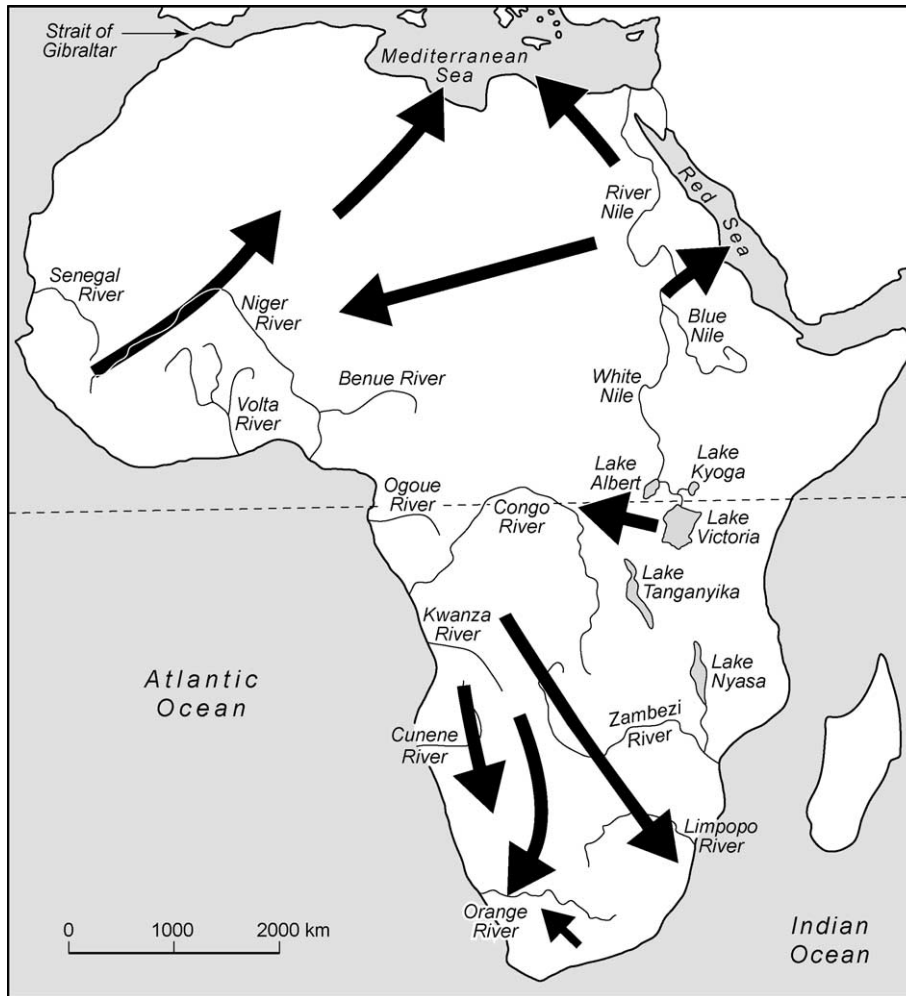 Strait of
Gibraltar
Mediterranean
Sea
River
Nile
Red Sea
Senegal
River
Niger
River
Blue
Nile
Benue River
White
Nile
Volta
River
Lake
Albert
Lake
Kyoga
Ogoue
River
Congo
River
Lake
Victoria
Lake
Tanganyika
Kwanza
River
Lake
Nyasa
Atlantic
Ocean
Zambezi
River
Cunene
River
Limpopo
River
Orange
River
0 1000 2000 km
Indian
Ocean